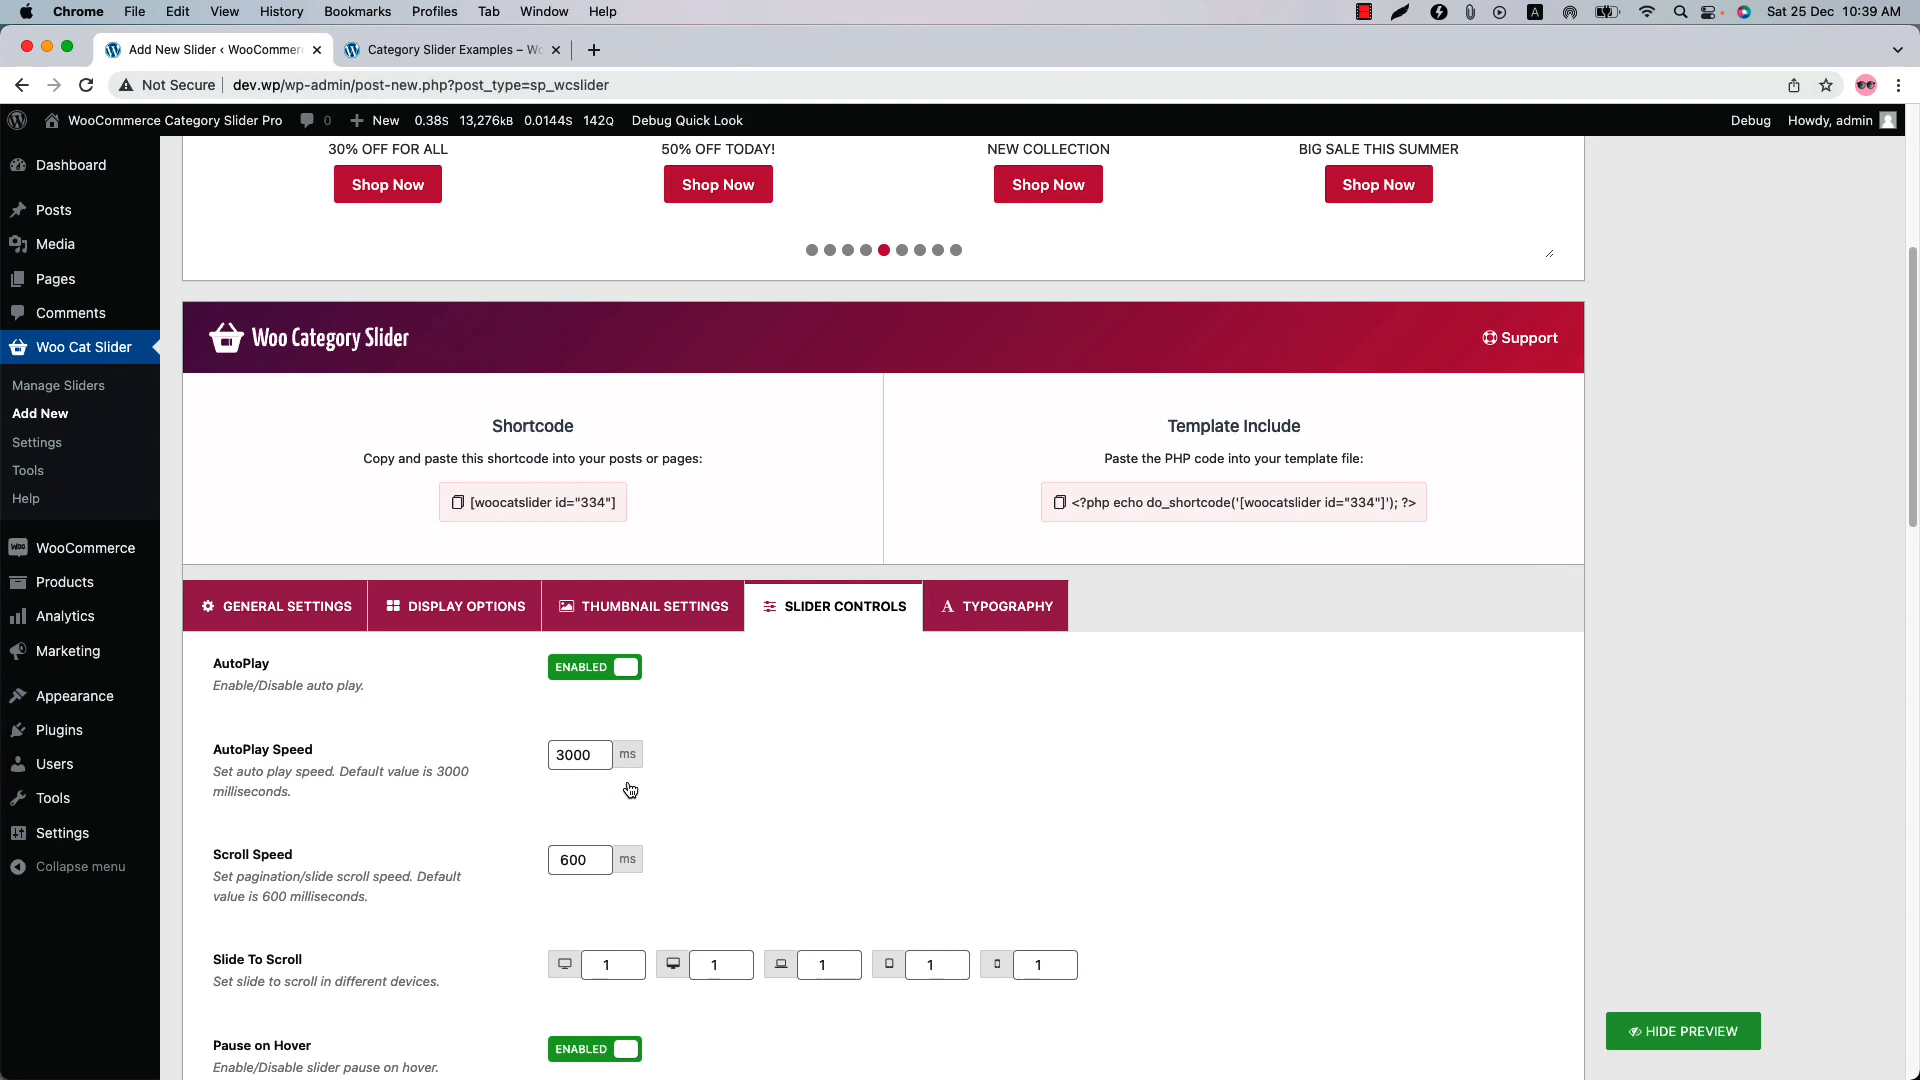 Chrome File Edit View History Bookmarks Profiles Tab Window Help Sat 25 Dec 10:39 AM
Add New Slider ‹ WooCommer Category Slider Examples – Wo
Not Secure dev.wp/wp-admin/post-new.php?post_type=sp_wcslider
WooCommerce Category Slider Pro 0 New 0.38S 13,276KB 0.0144S 142Q Debug Quick Look Debug Howdy, admin
Dashboard
Posts
Media
Pages
Comments
Woo Cat Slider
Manage Sliders
Add New
Settings
Tools
Help
WooCommerce
Products
Analytics
Marketing
Appearance
Plugins
Users
Tools
Settings
Collapse menu
30% OFF FOR ALL 50% OFF TODAY! NEW COLLECTION BIG SALE THIS SUMMER
Shop Now Shop Now Shop Now Shop Now
Woo Category Slider Support
Shortcode
Copy and paste this shortcode into your posts or pages:
[woocatslider id="334"]
Template Include
Paste the PHP code into your template file:
<?php echo do_shortcode('[woocatslider id="334"]'); ?>
GENERAL SETTINGS DISPLAY OPTIONS THUMBNAIL SETTINGS SLIDER CONTROLS A TYPOGRAPHY
AutoPlay ENABLED
Enable/Disable auto play.
AutoPlay Speed 3000 ms
Set auto play speed. Default value is 3000
milliseconds.
Scroll Speed 600 ms
Set pagination/slide scroll speed. Default
value is 600 milliseconds.
Slide To Scroll 1 1 1 1 1
Set slide to scroll in different devices.
Pause on Hover ENABLED
Enable/Disable slider pause on hover.
HIDE PREVIEW